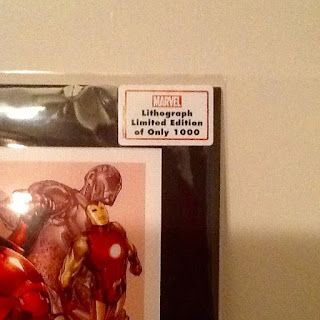 MARVEL
Lithograph
Limited Edition
of Only 1000